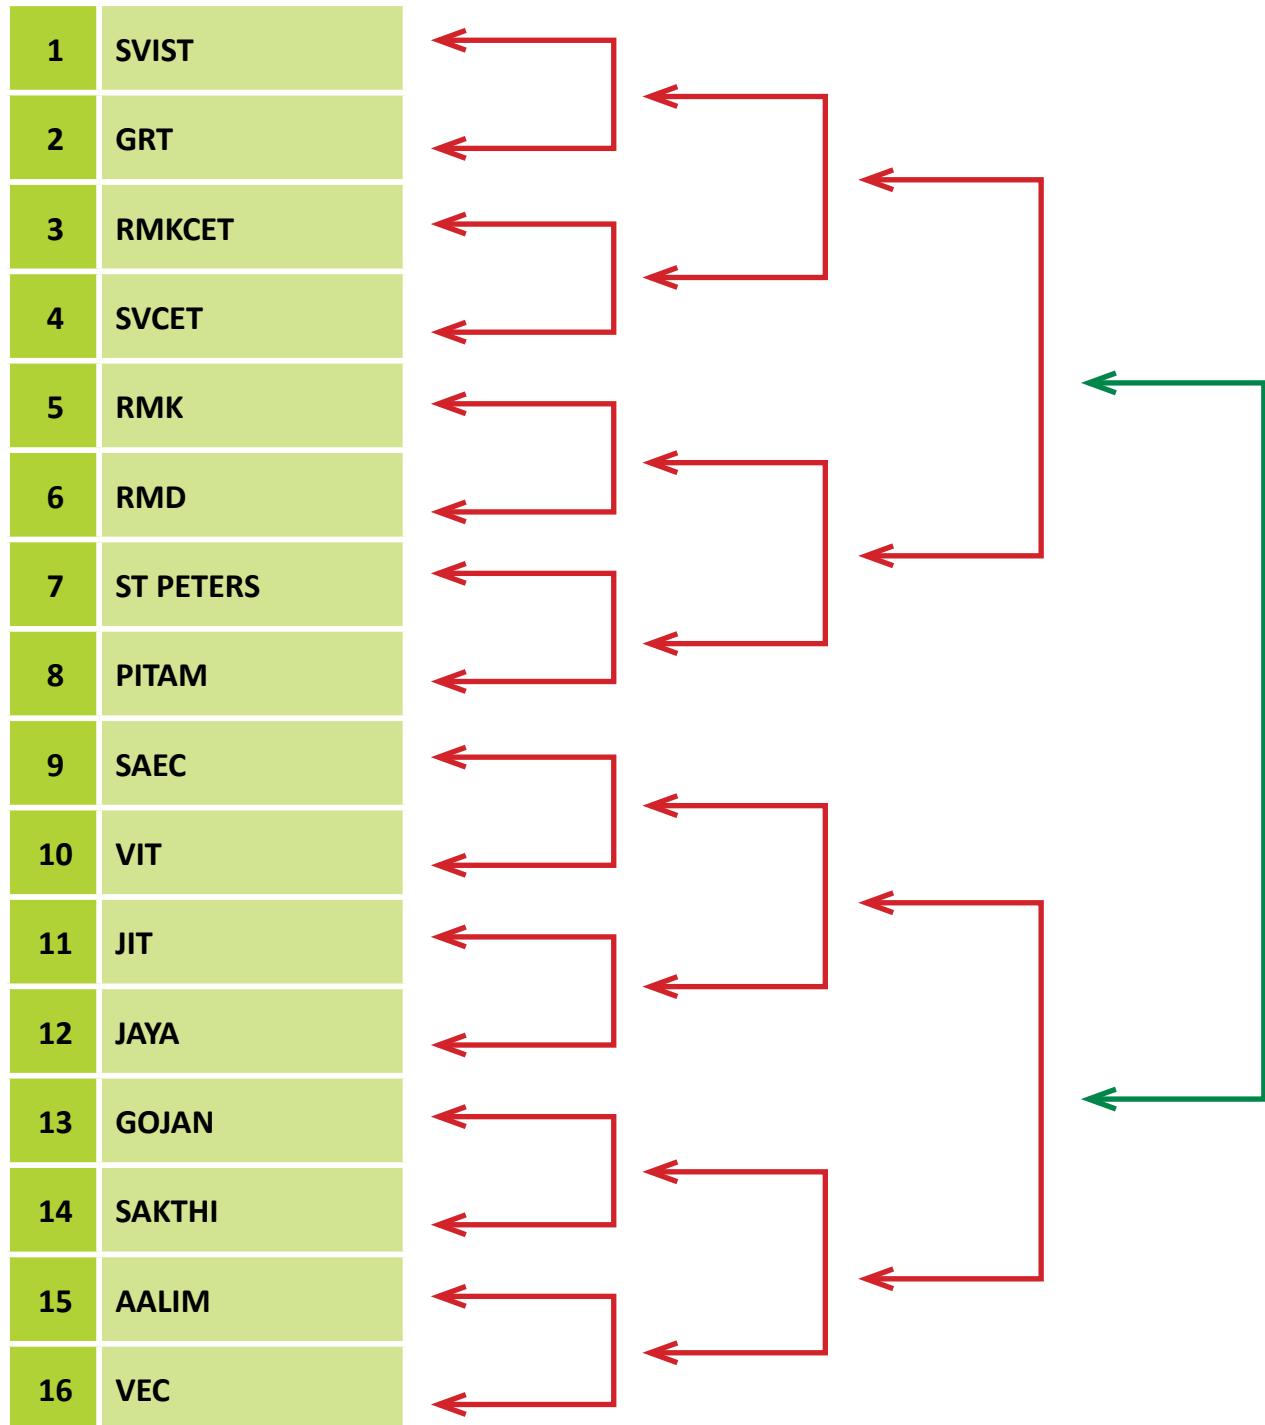 1 SVIST
2 GRT
3 RMKCET
4 SVCET
5 RMK
6 RMD
7 ST PETERS
8 PITAM
9 SAEC
10 VIT
11 JIT
12 JAYA
13 GOJAN
14 SAKTHI
15 AALIM
16 VEC